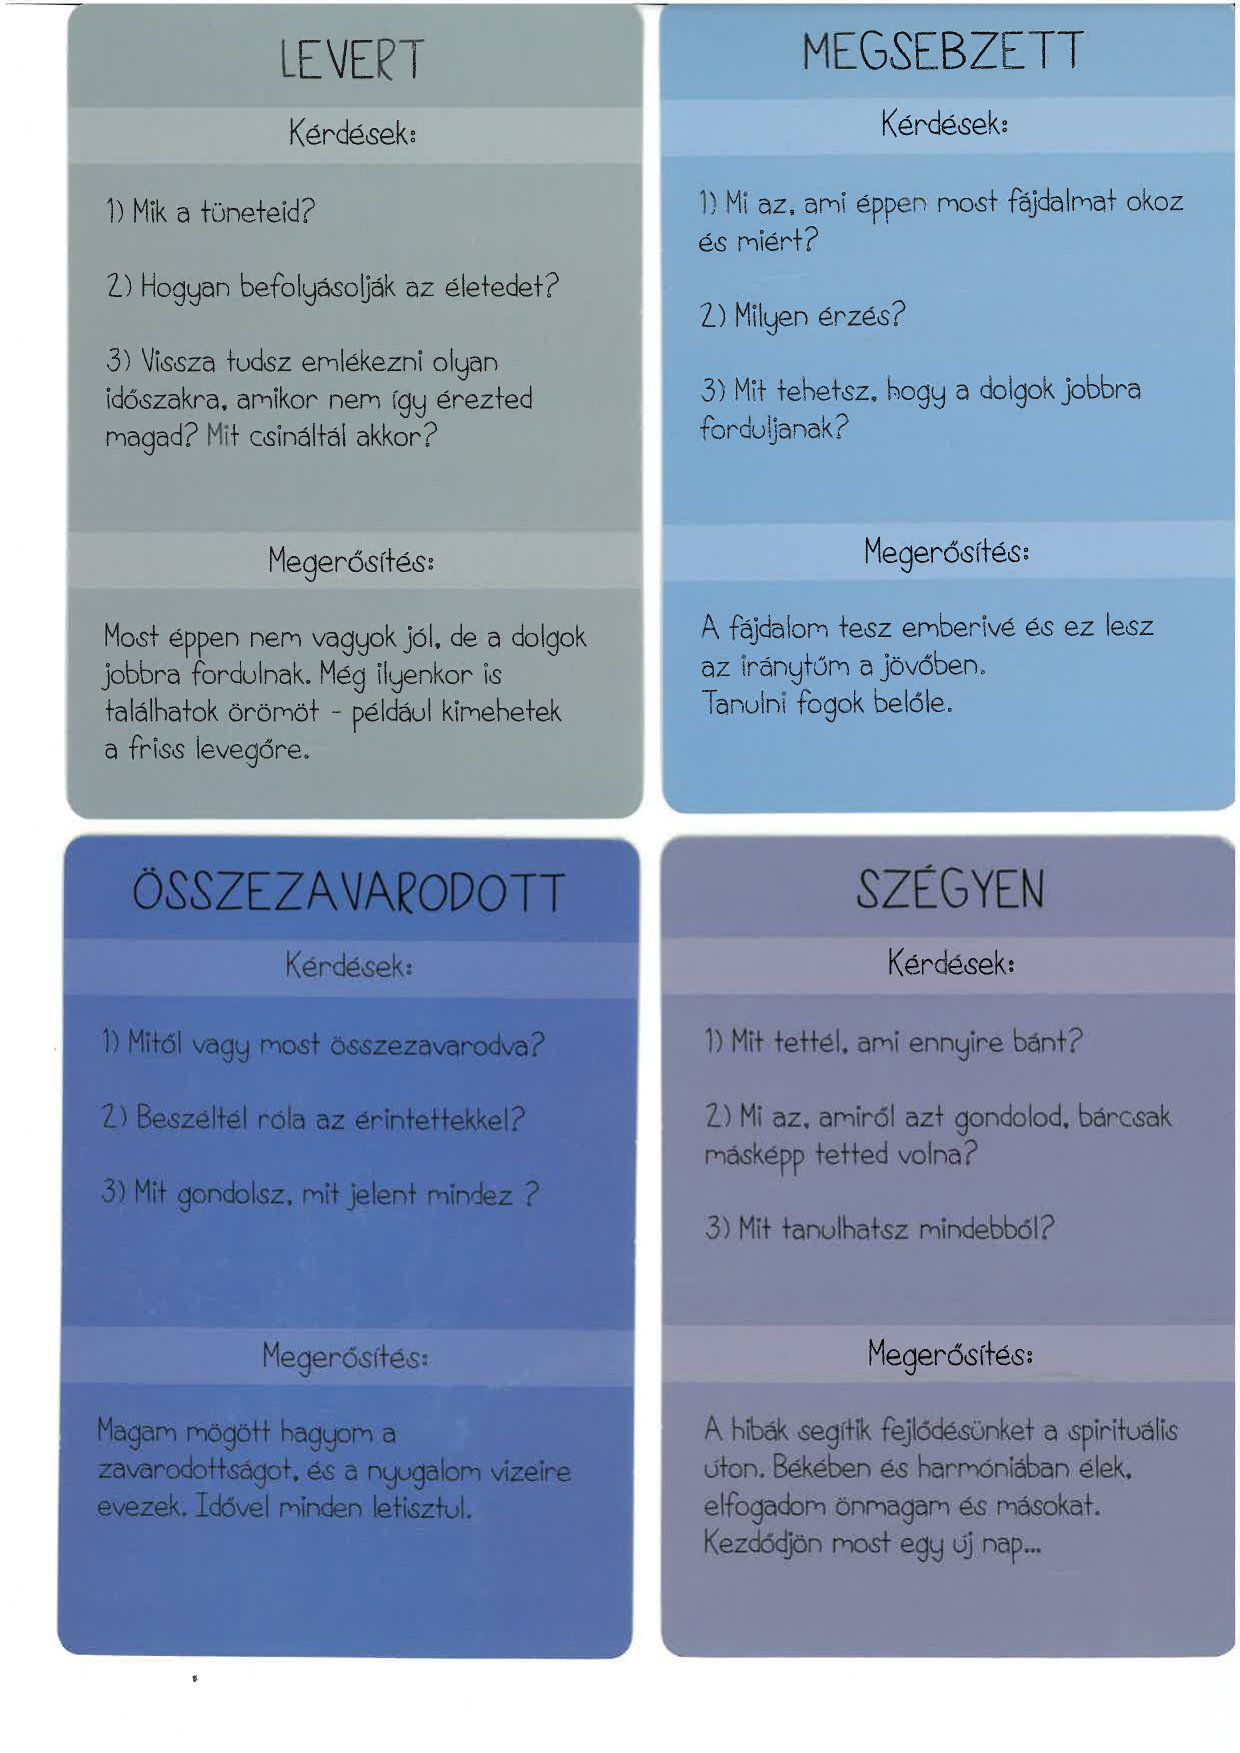 LEVERT
Kérdések:
1) Mik a tüneteid?
2) Hogyan befolyásolják az életedet?
3) Vissza tudsz emlékezni olyan
időszakra, amikor nem így érezted
magad? Mit csináltál akkor?
Megerősítés:
Most éppen nem vagyok jól, de a dolgok
jobbra fordulnak. Még ilyenkor is
találhatok örömöt - például kimehetek
a friss levegőre.
MEGSEBZETT
Kérdések:
1) Mi az, ami éppen most fájdalmat okoz
és miért?
2) Milyen érzés?
3) Mit tehetsz, hogy a dolgok jobbra
forduljanak?
Megerősítés:
A fájdalom tesz emberivé és ez lesz
az iránytűm a jövőben.
Tanulni fogok belőle.
ÖSSZEZAVARODOTT
Kérdések:
1) Mitől vagy most összezavarodva?
2) Beszéltél róla az érintettekkel?
3) Mit gondolsz, mit jelent mindez ?
Megerősítés:
Magam mögött hagyom a
zavarodottságot, és a nyugalom vizeire
evezek. Idővel minden letisztul.
SZÉGYEN
Kérdések:
1) Mit tettél, ami ennyire bánt?
2) Mi az, amiről azt gondolod, bárcsak
másképp tetted volna?
3) Mit tanulhatsz mindebből?
Megerősítés:
A hibák segítik fejlődésünket a spirituális
úton. Békében és harmóniában élek,
elfogadom önmagam és másokat.
Kezdődjön most egy új nap...